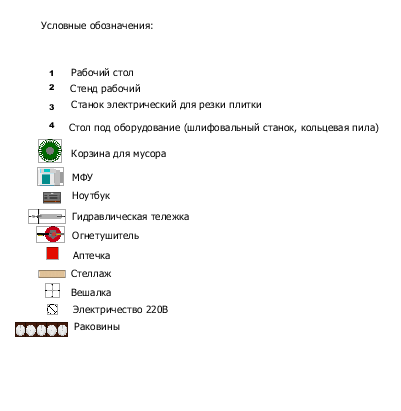 Условные обозначения:
1 Рабочий стол
2 Стенд рабочий
3 Станок электрический для резки плитки
4 Стол под оборудование (шлифовальный станок, кольцевая пила)
Корзина для мусора
МФУ
Ноутбук
Гидравлическая тележка
Огнетушитель
Аптечка
Стеллаж
Вешалка
Электричество 220В
Раковины